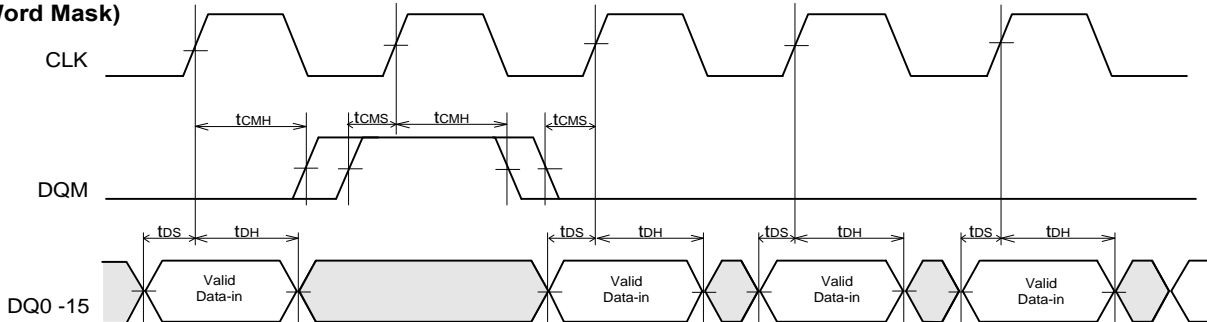 Word Mask)
CLK
tCMH tCMS tCMH tCMS
DQM
tDS tDH tDS tDH tDS tDH tDS tDH
Valid Data-in Valid Data-in Valid Data-in Valid Data-in
DQ0 -15